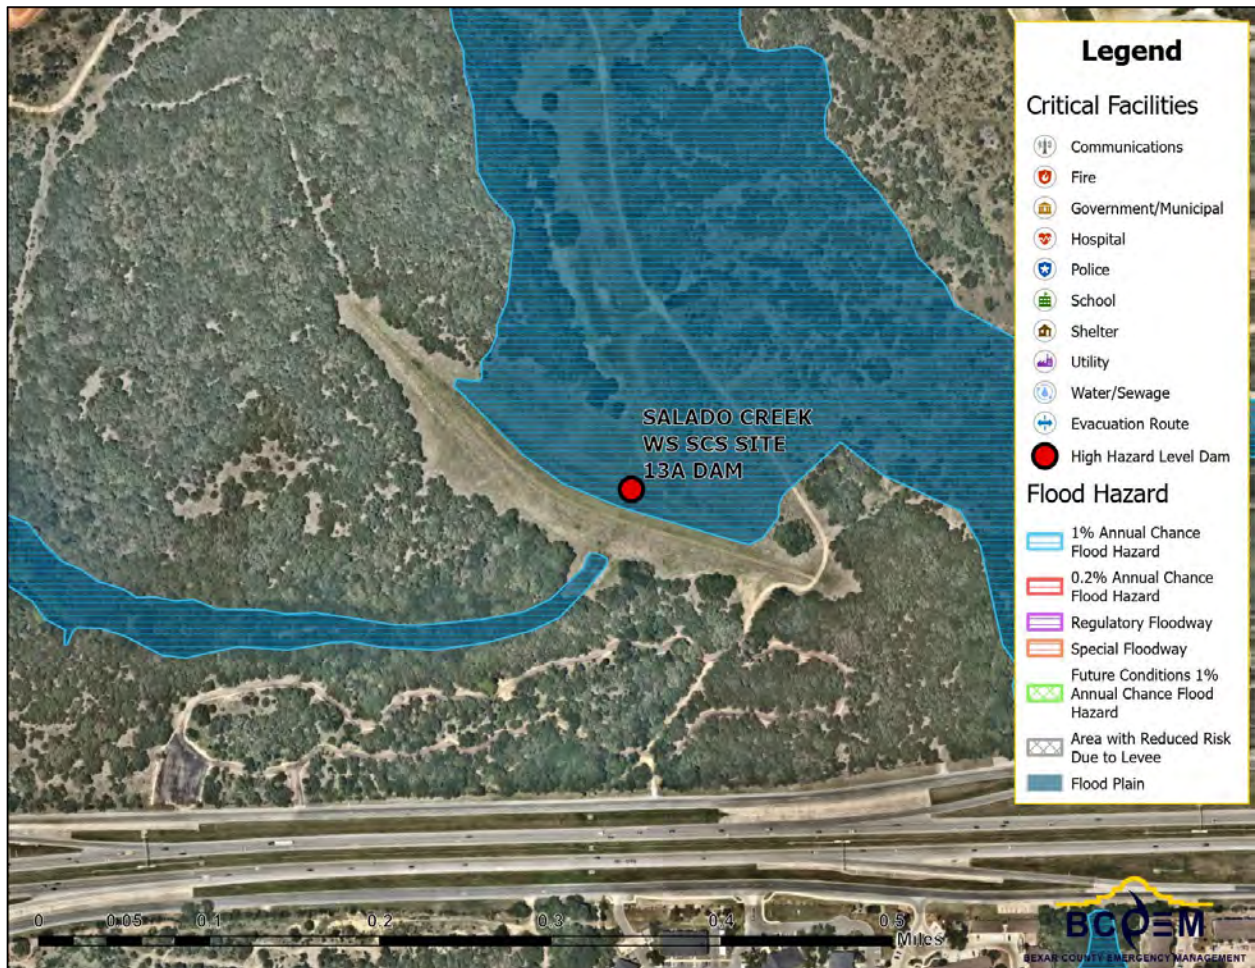 Legend
Critical Facilities
Communications
Fire
Government/Municipal
Hospital
Police
School
Shelter
Utility
Water/Sewage
Evacuation Route
High Hazard Level Dam
Flood Hazard
1% Annual Chance
Flood Hazard
0.2% Annual Chance
Flood Hazard
Regulatory Floodway
Special Floodway
Future Conditions 1%
Annual Chance Flood
Hazard
Area with Reduced Risk
Due to Levee
Flood Plain
SALADO CREEK
WS SCS SITE
13A DAM
0 0.05 0.1 0.2 0.3 0.4 0.5
Miles
BCOEM
BEXAR COUNTY EMERGENCY MANAGEMENT